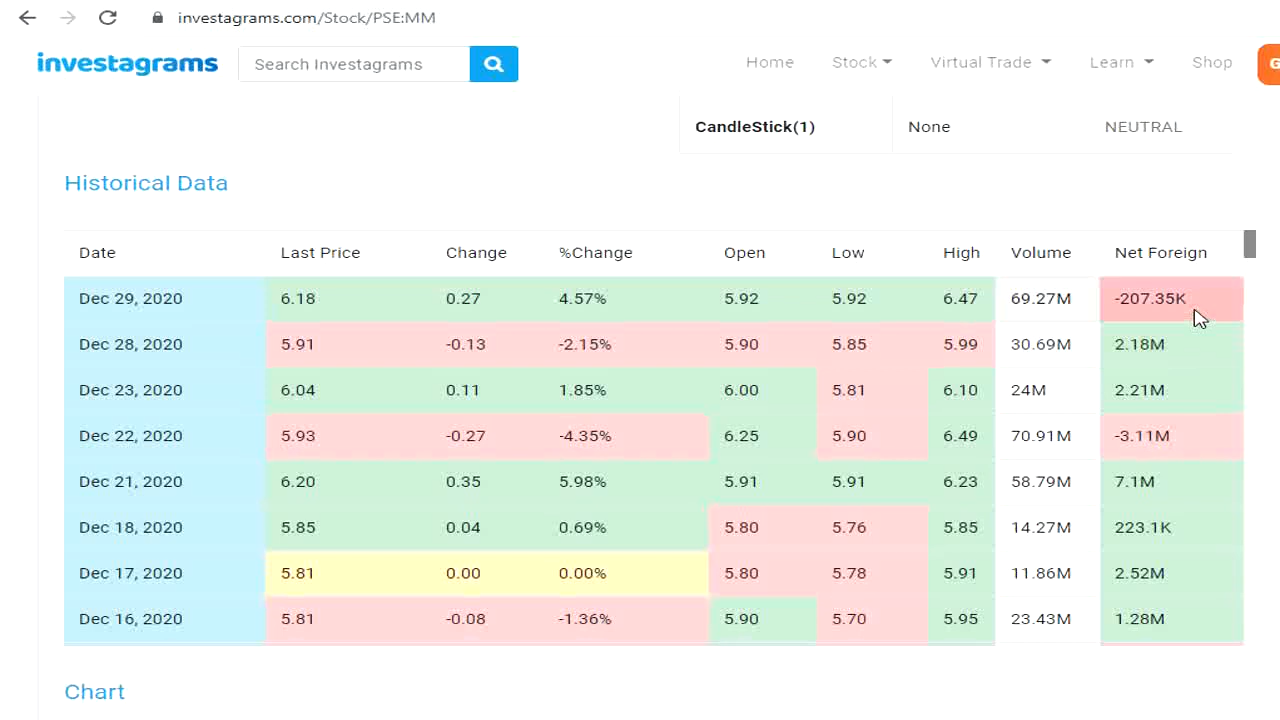 investagrams.com/Stock/PSE:MM
investagrams Search Investagrams Home Stock Virtual Trade Learn Shop G
CandleStick(1) None NEUTRAL
Historical Data
Date Last Price Change %Change Open Low High Volume Net Foreign
Dec 29, 2020 6.18 0.27 4.57% 5.92 5.92 6.47 69.27M -207.35K
Dec 28, 2020 5.91 -0.13 -2.15% 5.90 5.85 5.99 30.69M 2.18M
Dec 23, 2020 6.04 0.11 1.85% 6.00 5.81 6.10 24M 2.21M
Dec 22, 2020 5.93 -0.27 -4.35% 6.25 5.90 6.49 70.91M -3.11M
Dec 21, 2020 6.20 0.35 5.98% 5.91 5.91 6.23 58.79M 7.1M
Dec 18, 2020 5.85 0.04 0.69% 5.80 5.76 5.85 14.27M 223.1K
Dec 17, 2020 5.81 0.00 0.00% 5.80 5.78 5.91 11.86M 2.52M
Dec 16, 2020 5.81 -0.08 -1.36% 5.90 5.70 5.95 23.43M 1.28M
Chart